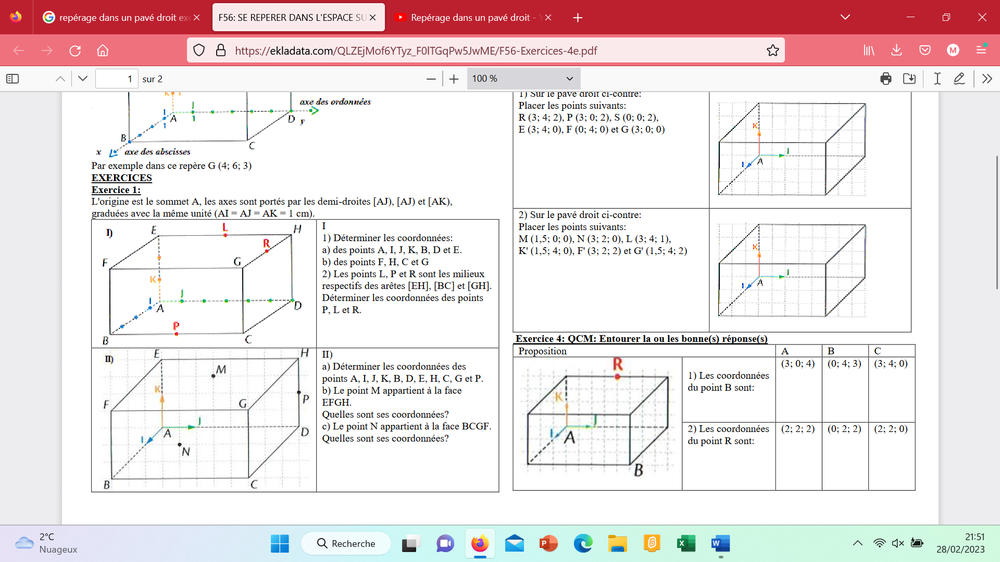 repérage dans un pavé droit exe
F56: SE REPERER DANS L'ESPACE SU
Repérage dans un pavé droit - Y
https://ekladata.com/QLZEjMof6YTyz_F0lTGqPw5JwME/F56-Exercices-4e.pdf
M
1 sur 2
100 %
K 1
axe des ordonnées
J
I
A
1
1
D
y
B
C
x
axe des abscisses
Par exemple dans ce repère G (4; 6; 3)
EXERCICES
Exercice 1:
L'origine est le sommet A, les axes sont portés par les demi-droites [AJ), [AJ) et [AK),
graduées avec la même unité (AI = AJ = AK = 1 cm).
I)
E
L
H
R
F
G
K
J
I
A
D
P
B
C
I
1) Déterminer les coordonnées:
a) des points A, I, J, K, B, D et E.
b) des points F, H, C et G
2) Les points L, P et R sont les milieux
respectifs des arêtes [EH], [BC] et [GH].
Déterminer les coordonnées des points
P, L et R.
II)
E
H
M
K
P
F
G
J
A
D
I
N
B
C
II)
a) Déterminer les coordonnées des
points A, I, J, K, B, D, E, H, C, G et P.
b) Le point M appartient à la face
EFGH.
Quelles sont ses coordonnées?
c) Le point N appartient à la face BCGF.
Quelles sont ses coordonnées?
1) Sur le pavé droit ci-contre:
Placer les points suivants:
R (3; 4; 2), P (3; 0; 2), S (0; 0; 2),
E (3; 4; 0), F (0; 4; 0) et G (3; 0; 0)
K
J
I
A
2) Sur le pavé droit ci-contre:
Placer les points suivants:
M (1,5; 0; 0), N (3; 2; 0), L (3; 4; 1),
K' (1,5; 4; 0), F' (3; 2; 2) et G' (1,5; 4; 2)
K
J
I
A
Exercice 4: QCM: Entourer la ou les bonne(s) réponse(s)
Proposition A B C
R
K
J
I
A
B
1) Les coordonnées
du point B sont:
(3; 0; 4) (0; 4; 3) (3; 4; 0)
2) Les coordonnées
du point R sont:
(2; 2; 2) (0; 2; 2) (2; 2; 0)
2°C
Nuageux
Recherche
21:51
28/02/2023